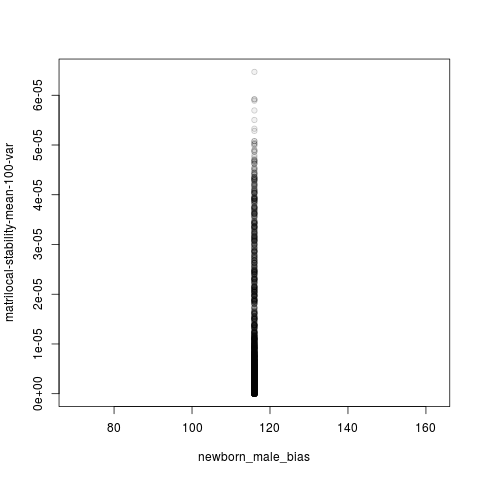 matrilocal-stability-mean-100-var
6e-05
5e-05
4e-05
3e-05
2e-05
1e-05
0e+00
80
100
120
140
160
newborn_male_bias